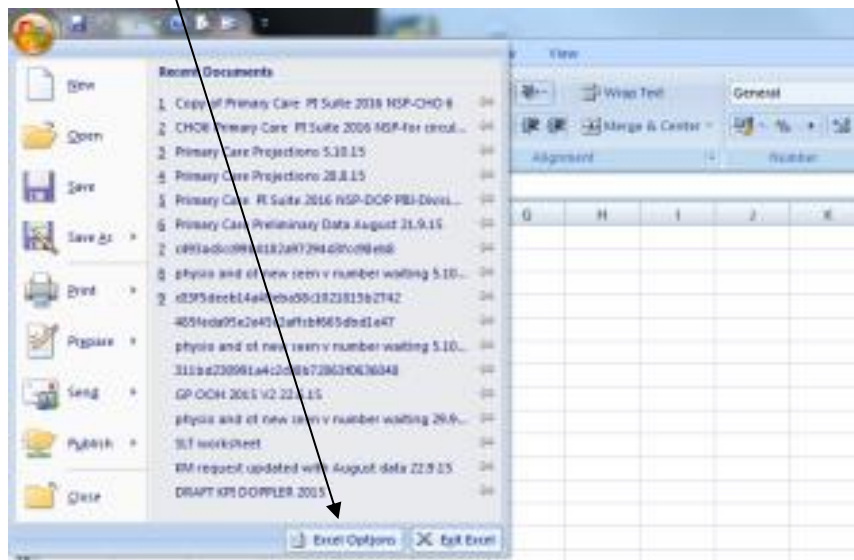 View
New
Open
Save
Save As
Print
Prepare
Send
Publish
Close
Recent Documents
1 Copy of Primary Care PI Suite 2016 NSP-CHO 6
2 CHO6 Primary Care PI Suite 2016 NSP-for circul...
3 Primary Care Projections 5.10.15
4 Primary Care Projections 28.8.15
5 Primary Care PI Suite 2016 NSP-DOP PBI-Divisi...
6 Primary Care Preliminary Data August 21.9.15
7
8 physio and ot new seen v number waiting 5.10...
9
physio and ot new seen v number waiting 5.10...
GP OOH 2015 V2 22.6.15
physio and ot new seen v number waiting 29.9...
SLT worksheet
RM request updated with August data 22.9.15
DRAFT KPI DOPPLER 2015
Excel Options
Exit Excel
Wrap Text
Merge & Center
Alignment
General
%
Number
G H I J K